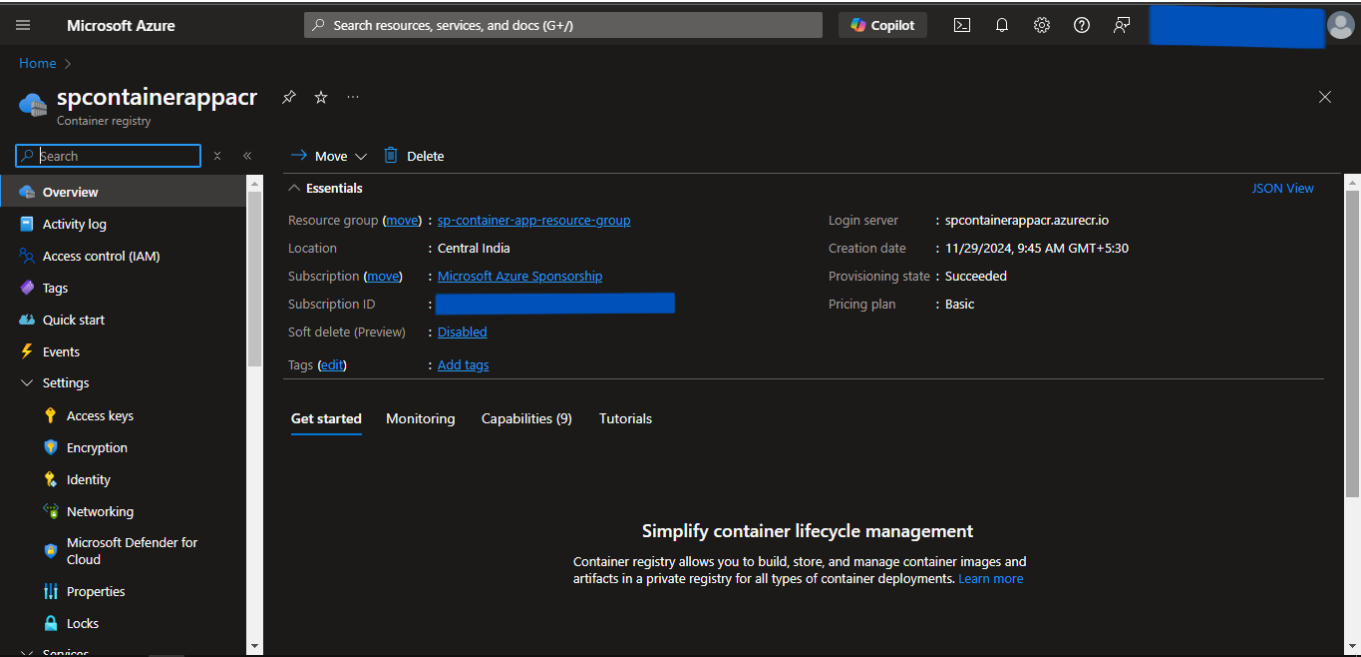 Microsoft Azure
Search resources, services, and docs (G+/)
Copilot
Home >
spcontainerappacr
Container registry
Search
Move
Delete
Overview
Activity log
Access control (IAM)
Tags
Quick start
Events
Settings
Access keys
Encryption
Identity
Networking
Microsoft Defender for
Cloud
Properties
Locks
Services
Essentials
JSON View
Resource group (move) : sp-container-app-resource-group
Location : Central India
Subscription (move) : Microsoft Azure Sponsorship
Subscription ID :
Soft delete (Preview) : Disabled
Tags (edit) : Add tags
Login server : spcontainerappacr.azurecr.io
Creation date : 11/29/2024, 9:45 AM GMT+5:30
Provisioning state : Succeeded
Pricing plan : Basic
Get started Monitoring Capabilities (9) Tutorials
Simplify container lifecycle management
Container registry allows you to build, store, and manage container images and
artifacts in a private registry for all types of container deployments. Learn more